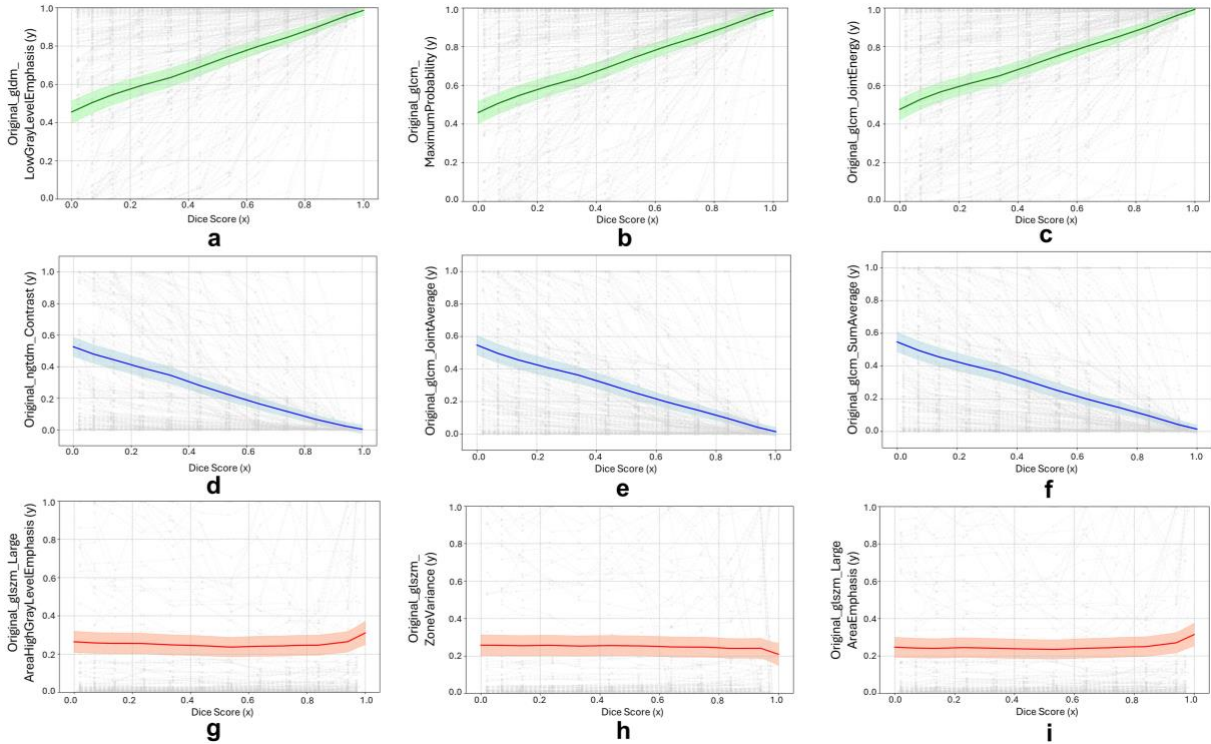 Original_gldm_
LowGrayLevelEmphasis (y)
1.0
0.8
0.6
0.4
0.2
0.0
0.0 0.2 0.4 0.6 0.8 1.0
Dice Score (x)
a
Original_glcm_
MaximumProbability (y)
1.0
0.8
0.6
0.4
0.2
0.0
0.0 0.2 0.4 0.6 0.8 1.0
Dice Score (x)
b
Original_glcm_JointEnergy (y)
1.0
0.8
0.6
0.4
0.2
0.0
0.0 0.2 0.4 0.6 0.8 1.0
Dice Score (x)
c
Original_ngtdm_Contrast (y)
1.0
0.8
0.6
0.4
0.2
0.0
0.0 0.2 0.4 0.6 0.8 1.0
Dice Score (x)
d
Original_glcm_JointAverage (y)
1.0
0.8
0.6
0.4
0.2
0.0
0.0 0.2 0.4 0.6 0.8 1.0
Dice Score (x)
e
Original_glcm_SumAverage (y)
1.0
0.8
0.6
0.4
0.2
0.0
0.0 0.2 0.4 0.6 0.8 1.0
Dice Score (x)
f
Original_glszm_Large
AreaHighGrayLevelEmphasis (y)
1.0
0.8
0.6
0.4
0.2
0.0
0.0 0.2 0.4 0.6 0.8 1.0
Dice Score (x)
g
Original_glszm_
ZoneVariance (y)
1.0
0.8
0.6
0.4
0.2
0.0
0.0 0.2 0.4 0.6 0.8 1.0
Dice Score (x)
h
Original_glszm_Large
AreaEmphasis (y)
1.0
0.8
0.6
0.4
0.2
0.0
0.0 0.2 0.4 0.6 0.8 1.0
Dice Score (x)
i